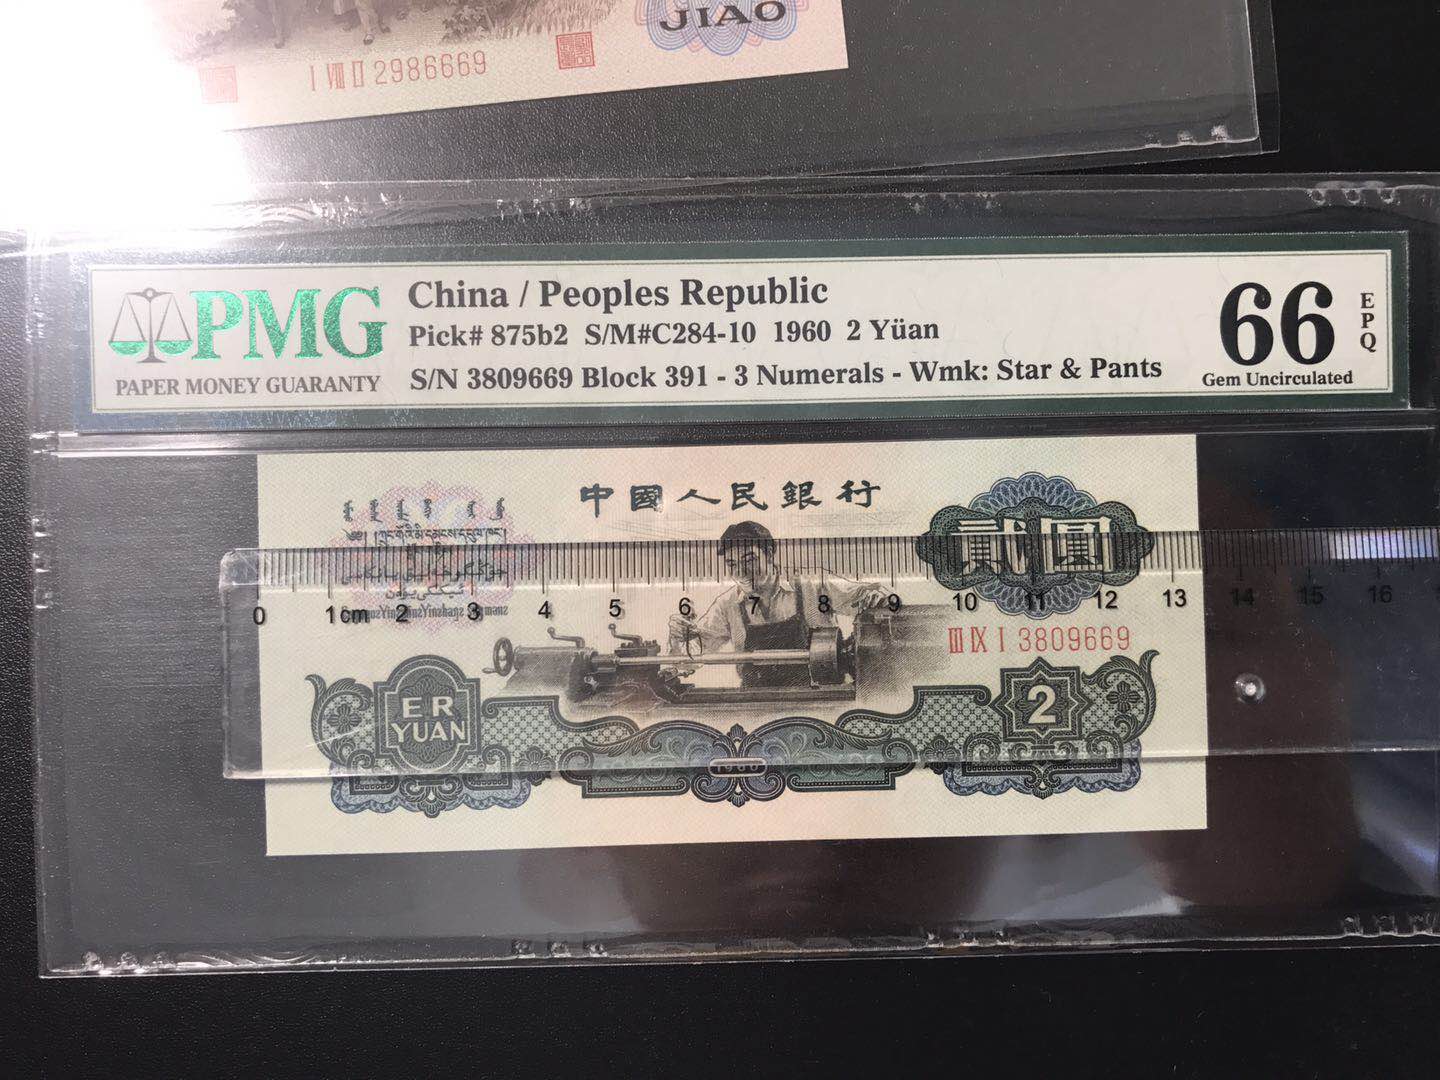 JIAO
I VIII II 2986669
PMG
PAPER MONEY GUARANTY
China / Peoples Republic
Pick# 875b2 S/M#C284-10 1960 2 Yüan
S/N 3809669 Block 391 - 3 Numerals - Wmk: Star & Pants
66
EPQ
Gem Uncirculated
中國人民銀行
貳圓
0 1cm 2 3 4 5 6 7 8 9 10 11 12 13 14 15 16
III IX I 3809669
ER
YUAN
2
1960